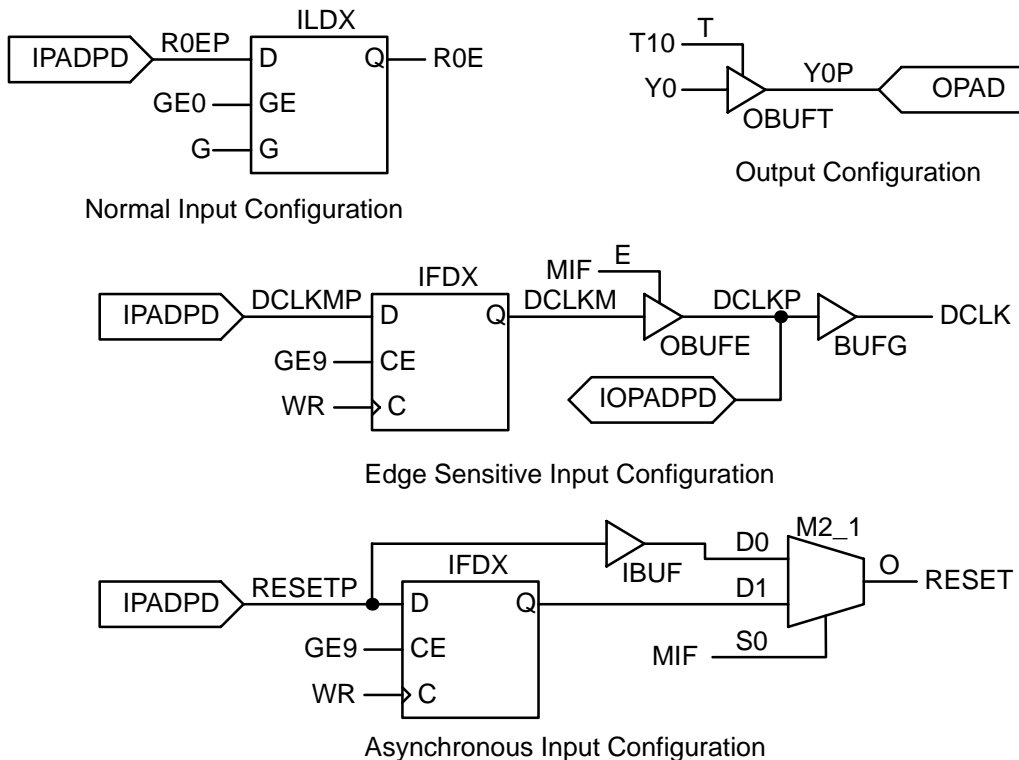 ILDX
IPADPD R0EP D Q R0E
GE0 GE
G G
Normal Input Configuration
T10 T
Y0 Y0P OPAD
OBUFT
Output Configuration
IFDX MIF E
IPADPD DCLKMP D Q DCLKM DCLKP DCLK
OBUFE BUFG
GE9 CE
WR C IOPADPD
Edge Sensitive Input Configuration
M2_1
IBUF D0
IFDX O
IPADPD RESETP D Q D1 RESET
GE9 CE MIF S0
WR C
Asynchronous Input Configuration